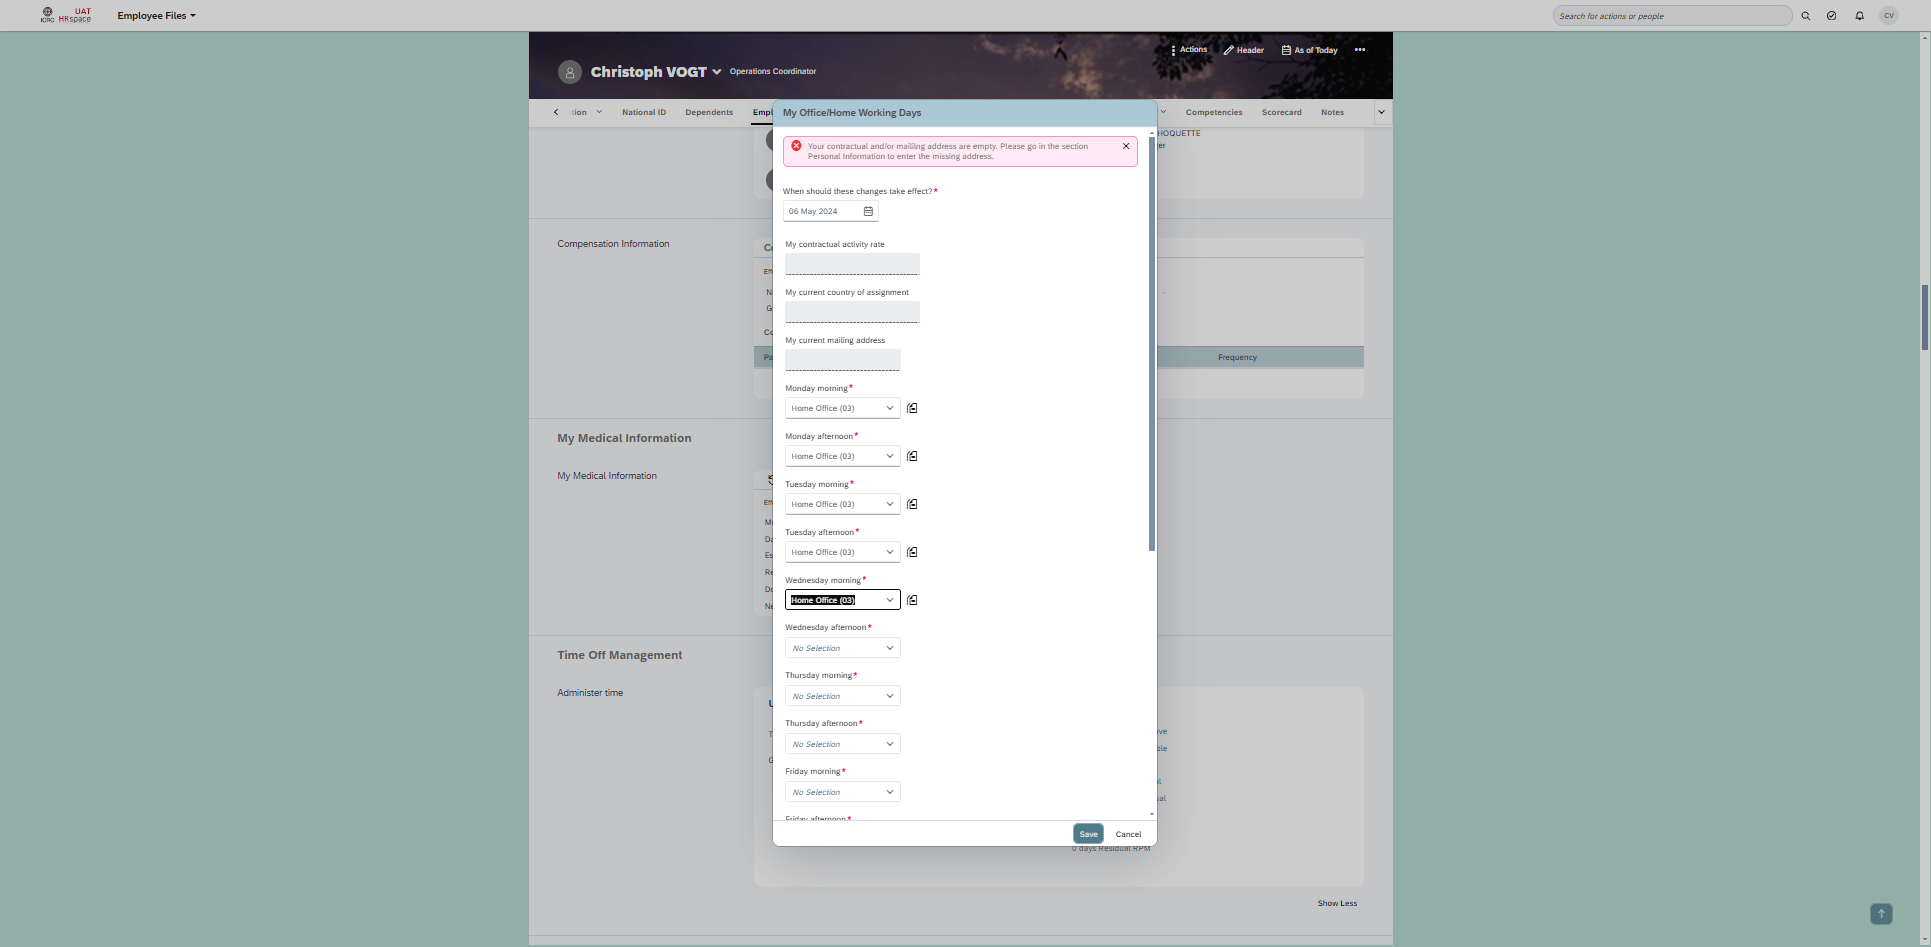 UAT
ICRC HRspace
Employee Files
Search for actions or people
CV
Actions
Header
As of Today
Christoph VOGT
Operations Coordinator
National ID
Dependents
Empl
Competencies
Scorecard
Notes
My Office/Home Working Days
HOQUETTE
Your contractual and/or maililng address are empty. Please go in the section
Personal Information to enter the missing address.
When should these changes take effect?*
06 May 2024
Compensation Information
My contractual activity rate
My current country of assignment
My current mailing address
Frequency
Monday morning*
Home Office (03)
My Medical Information
Monday afternoon*
Home Office (03)
My Medical Information
Tuesday morning*
Home Office (03)
Tuesday afternoon*
Home Office (03)
Wednesday morning*
Home Office (03)
Wednesday afternoon*
No Selection
Time Off Management
Thursday morning*
Administer time
No Selection
Thursday afternoon*
No Selection
Friday morning*
No Selection
Friday afternoon*
Save
Cancel
0 days Residual RPM
Show Less